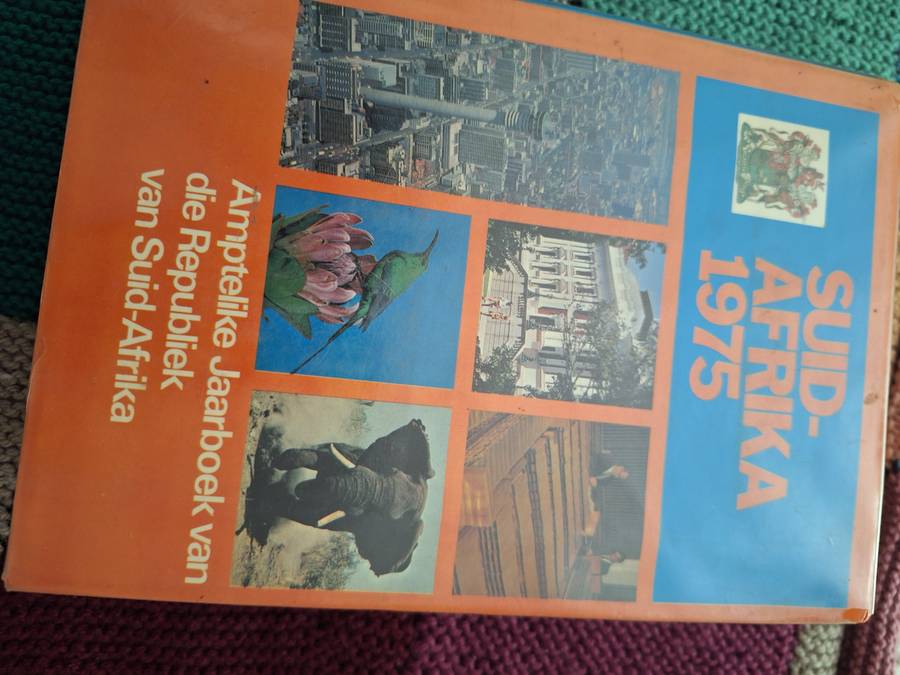 SUID-
AFRIKA
1975
Amptelike Jaarboek van
die Republiek
van Suid-Afrika